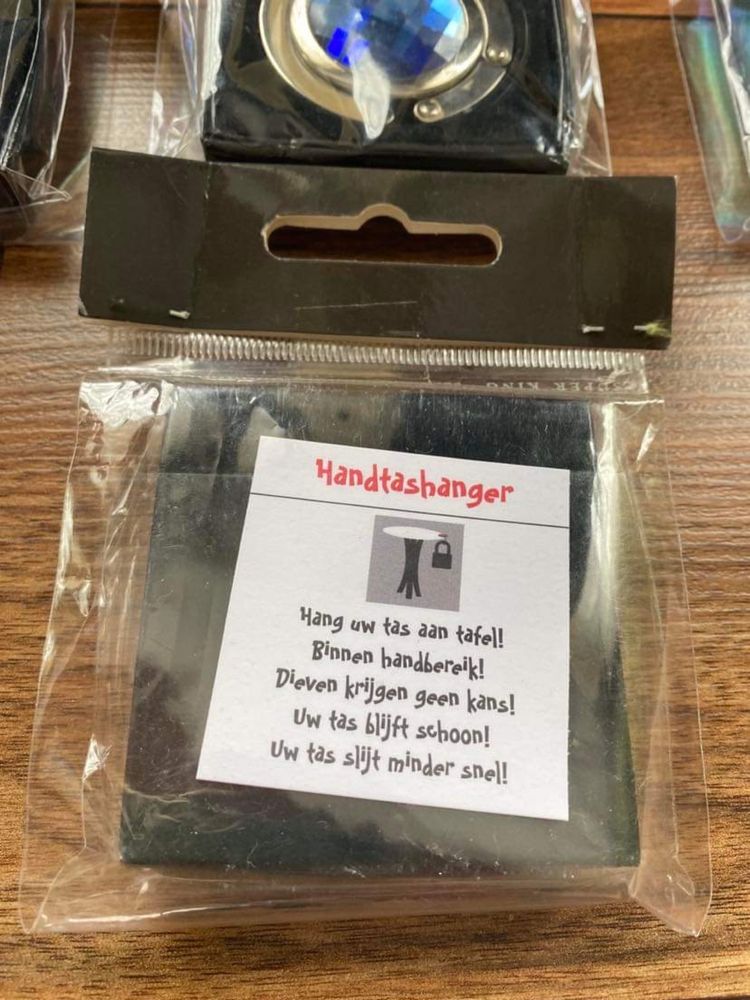 Handtashanger
Hang uw tas aan tafel!
Binnen handbereik!
Dieven krijgen geen kans!
Uw tas blijft schoon!
Uw tas slijt minder snel!